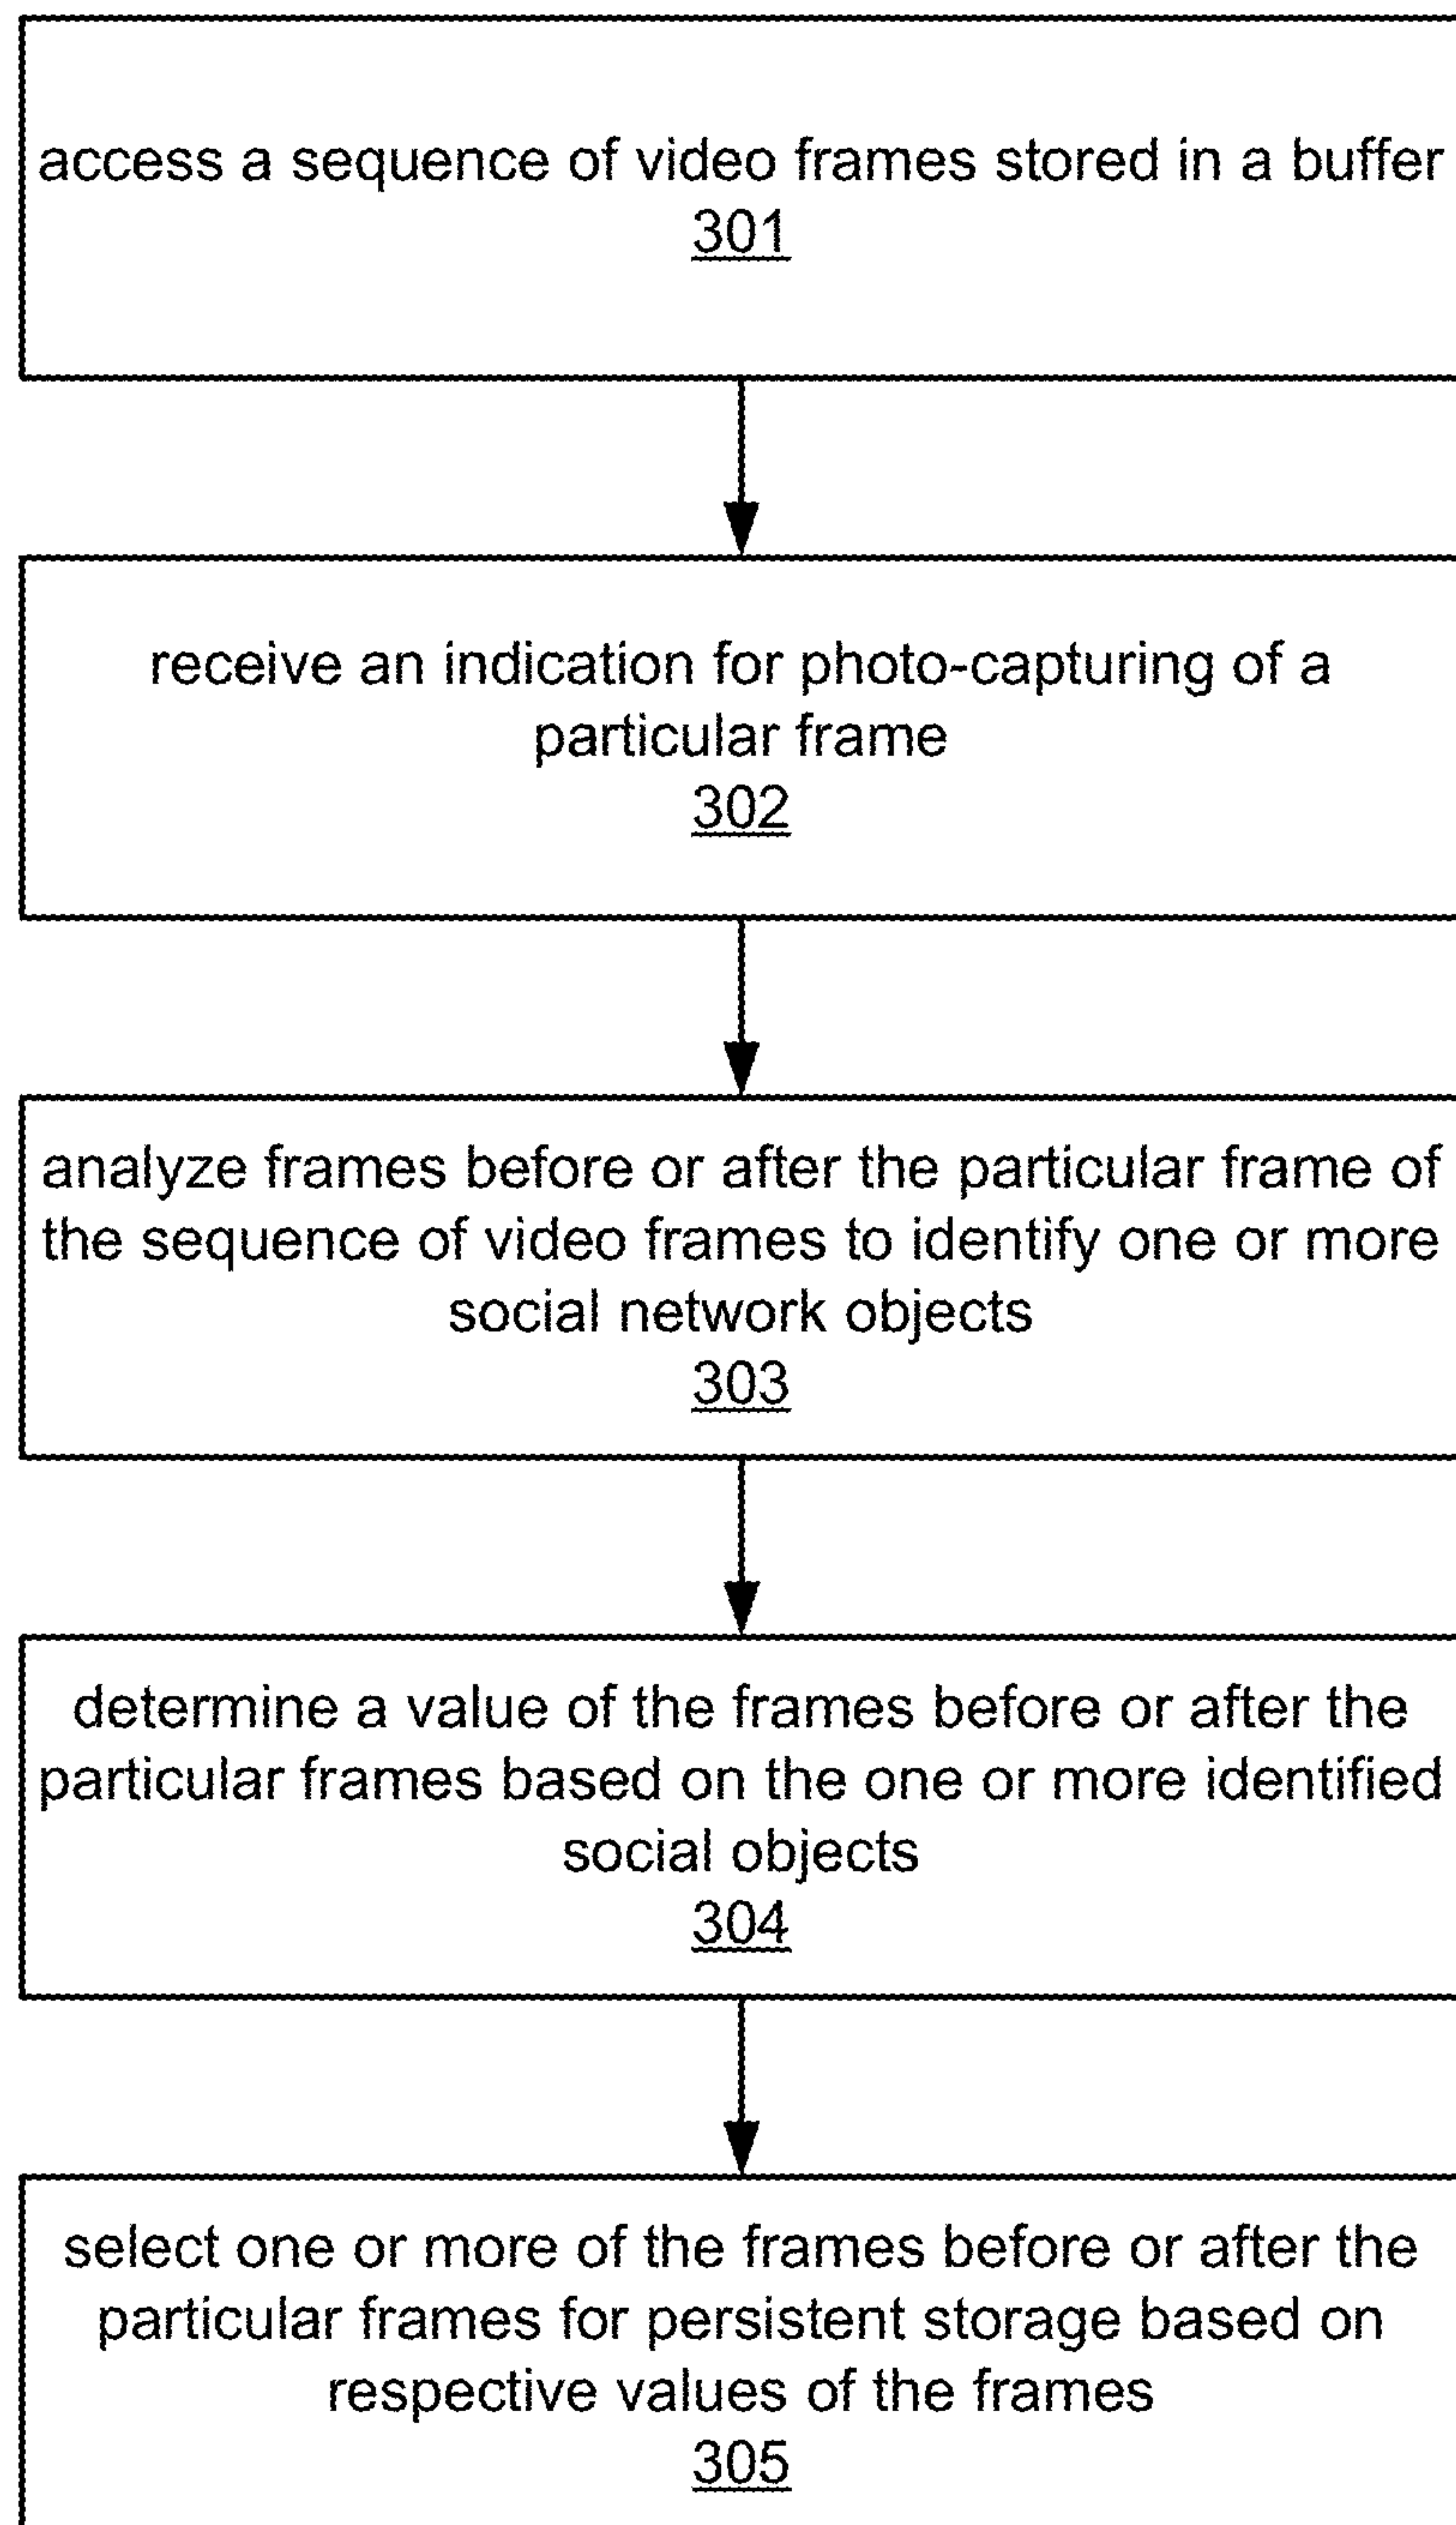 access a sequence of video frames stored in a buffer
301
receive an indication for photo-capturing of a
particular frame
302
analyze frames before or after the particular frame of
the sequence of video frames to identify one or more
social network objects
303
determine a value of the frames before or after the
particular frames based on the one or more identified
social objects
304
select one or more of the frames before or after the
particular frames for persistent storage based on
respective values of the frames
305